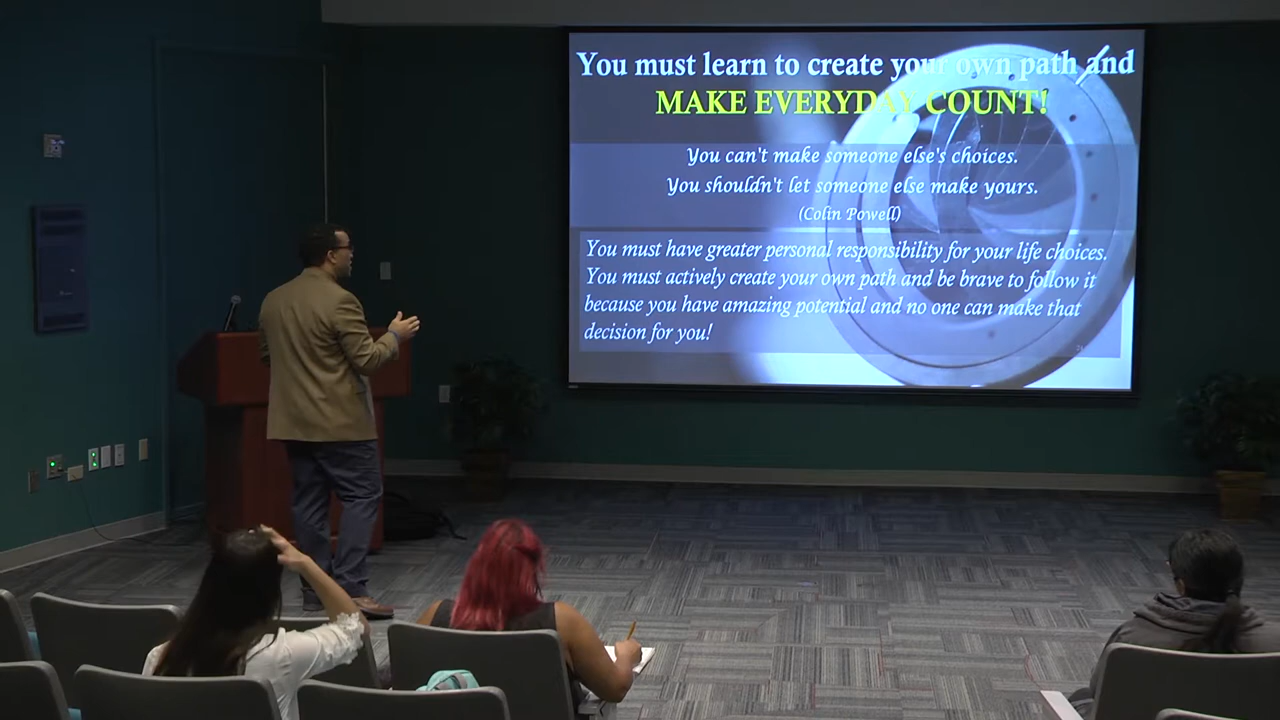 You must learn to create your own path and
MAKE EVERYDAY COUNT!
You can't make someone else's choices.
You shouldn't let someone else make yours.
(Colin Powell)
You must have greater personal responsibility for your life choices.
You must actively create your own path and be brave to follow it
because you have amazing potential and no one can make that
decision for you!